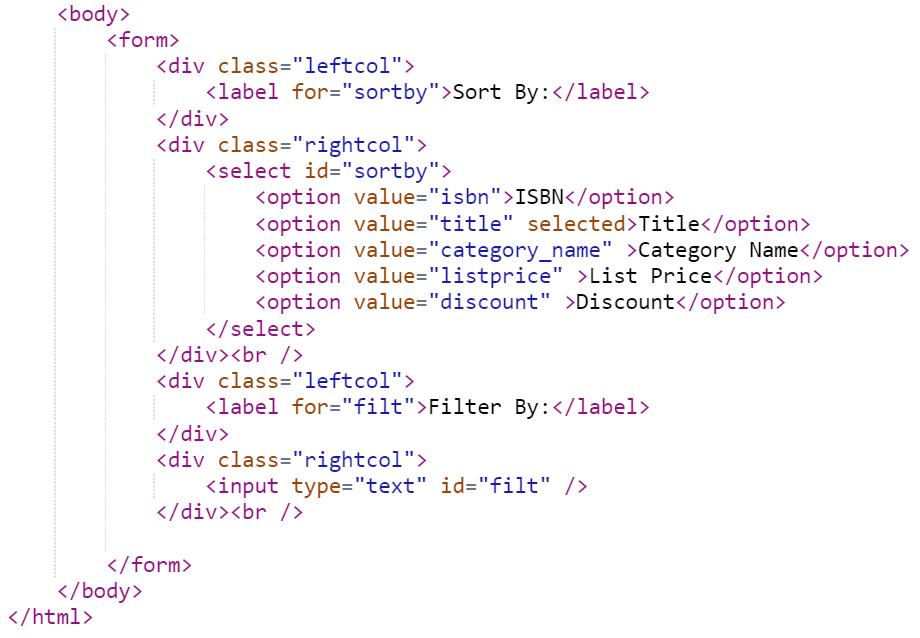 <body>
<form>
<div class="leftcol">
<label for="sortby">Sort By:</label>
</div>
<div class="rightcol">
<select id="sortby">
<option value="isbn">ISBN</option>
<option value="title" selected>Title</option>
<option value="category_name" >Category Name</option>
<option value="listprice" >List Price</option>
<option value="discount" >Discount</option>
</select>
</div><br />
<div class="leftcol">
<label for="filt">Filter By:</label>
</div>
<div class="rightcol">
<input type="text" id="filt" />
</div><br />
</form>
</body>
</html>